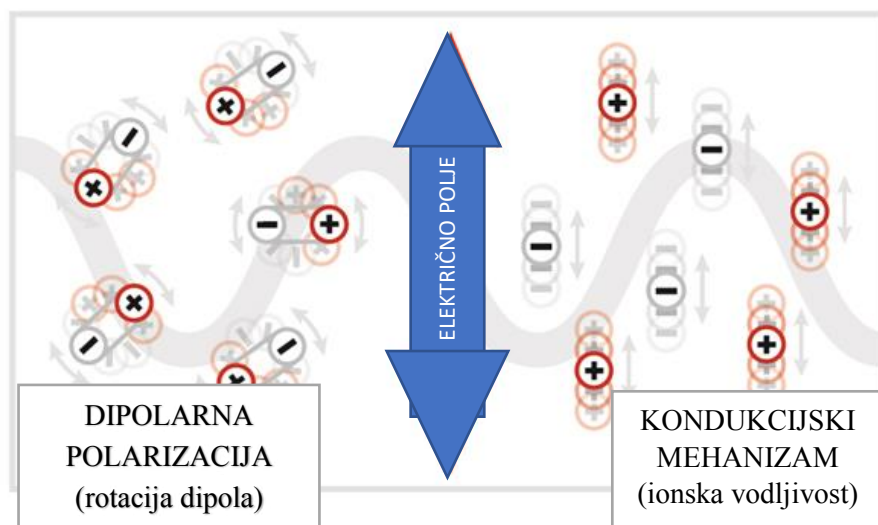 ELEKTRIČNO POLJE
DIPOLARNA
POLARIZACIJA
(rotacija dipola)
KONDUKCIJSKI
MEHANIZAM
(ionska vodljivost)